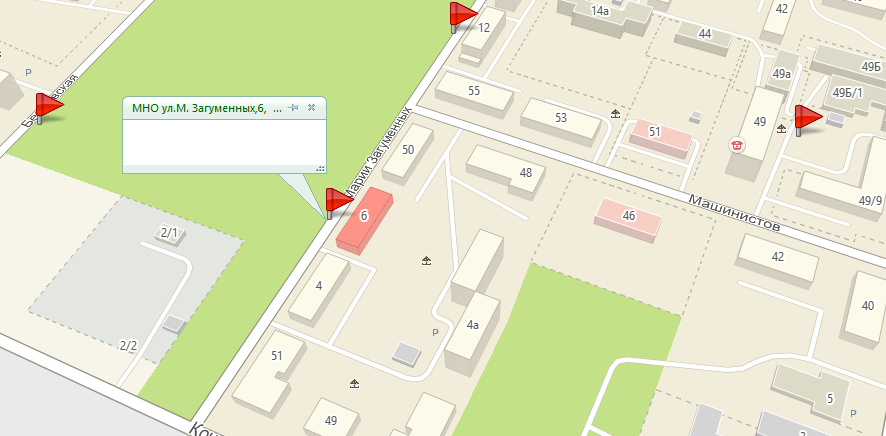 12
14а
42
44
49Б
49а
49Б/1
P
55
53
49
51
МНО ул.М. Загуменных,6, ...
Марии Загуменных
50
48
49/9
Машинистов
6
46
2/1
42
4
40
4а
P
2/2
51
5
P
49